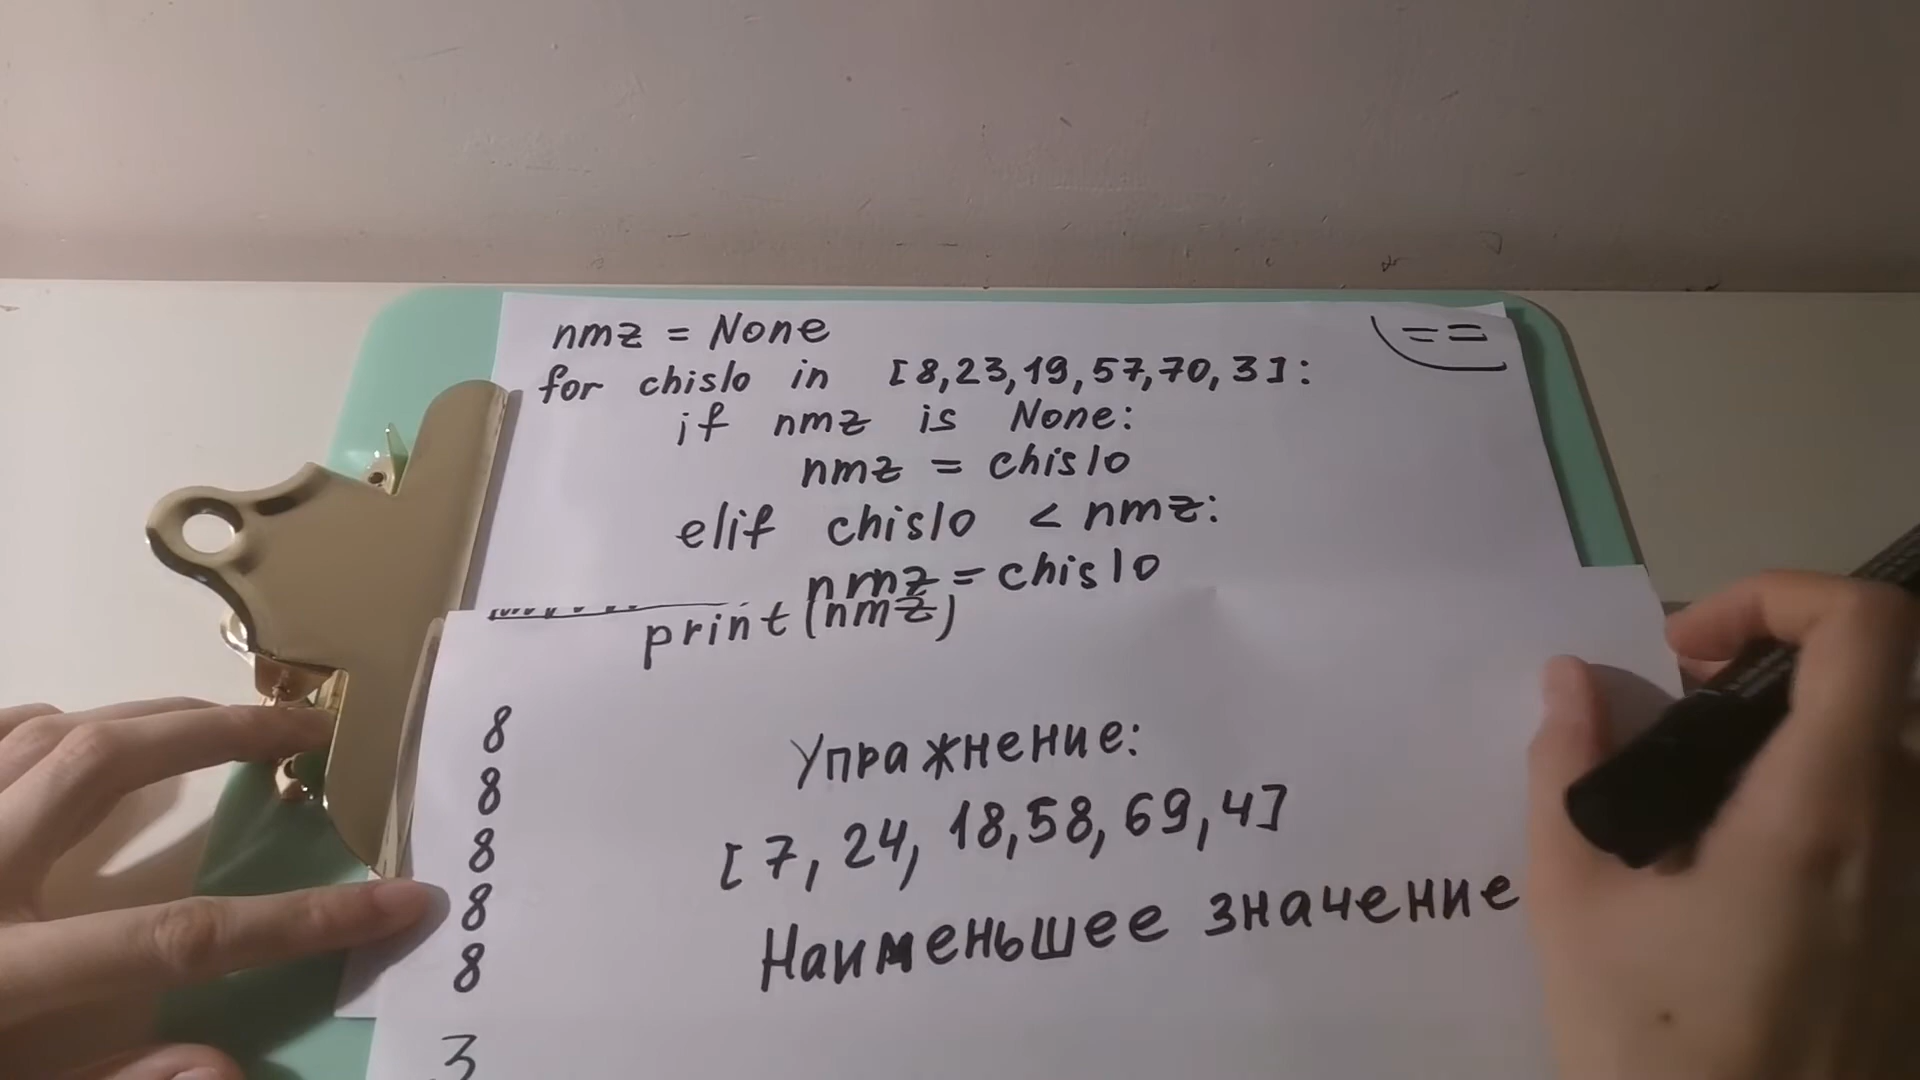 nmz = None
for chislo in [8,23,19,57,70,3]:
if nmz is None:
nmz = chislo
elif chislo < nmz:
nmz = chislo
print(nmz)
==
8
8
8
8
8
3
Упражнение:
[7, 24, 18,58,69,4]
Наименьшее значение